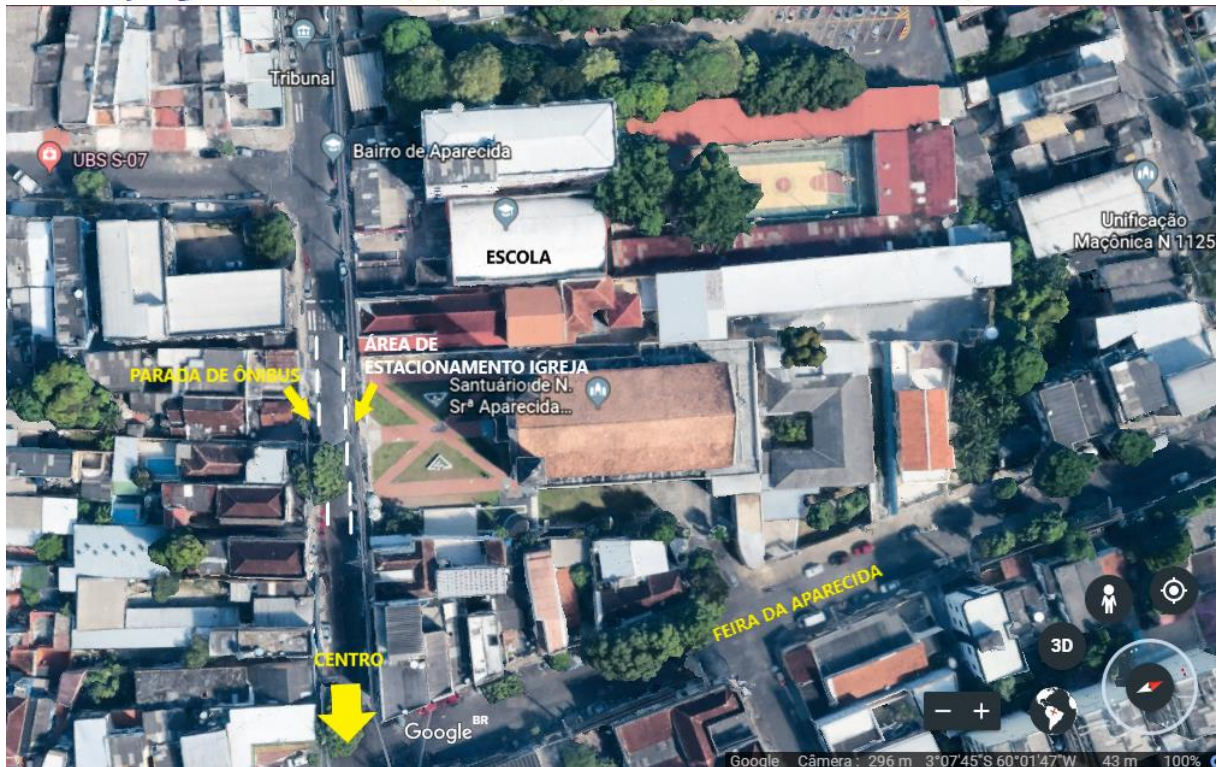 Tribunal
UBS S-07
Bairro de Aparecida
ESCOLA
Unificação
Maçônica N 1125
ÁREA DE
ESTACIONAMENTO IGREJA
PARADA DE ÔNIBUS
Santuário de N.
Srª Aparecida...
FEIRA DA APARECIDA
CENTRO
3D
Google BR
Google Câmera : 296 m 3°07'45"S 60°01'47"W 43 m 100%